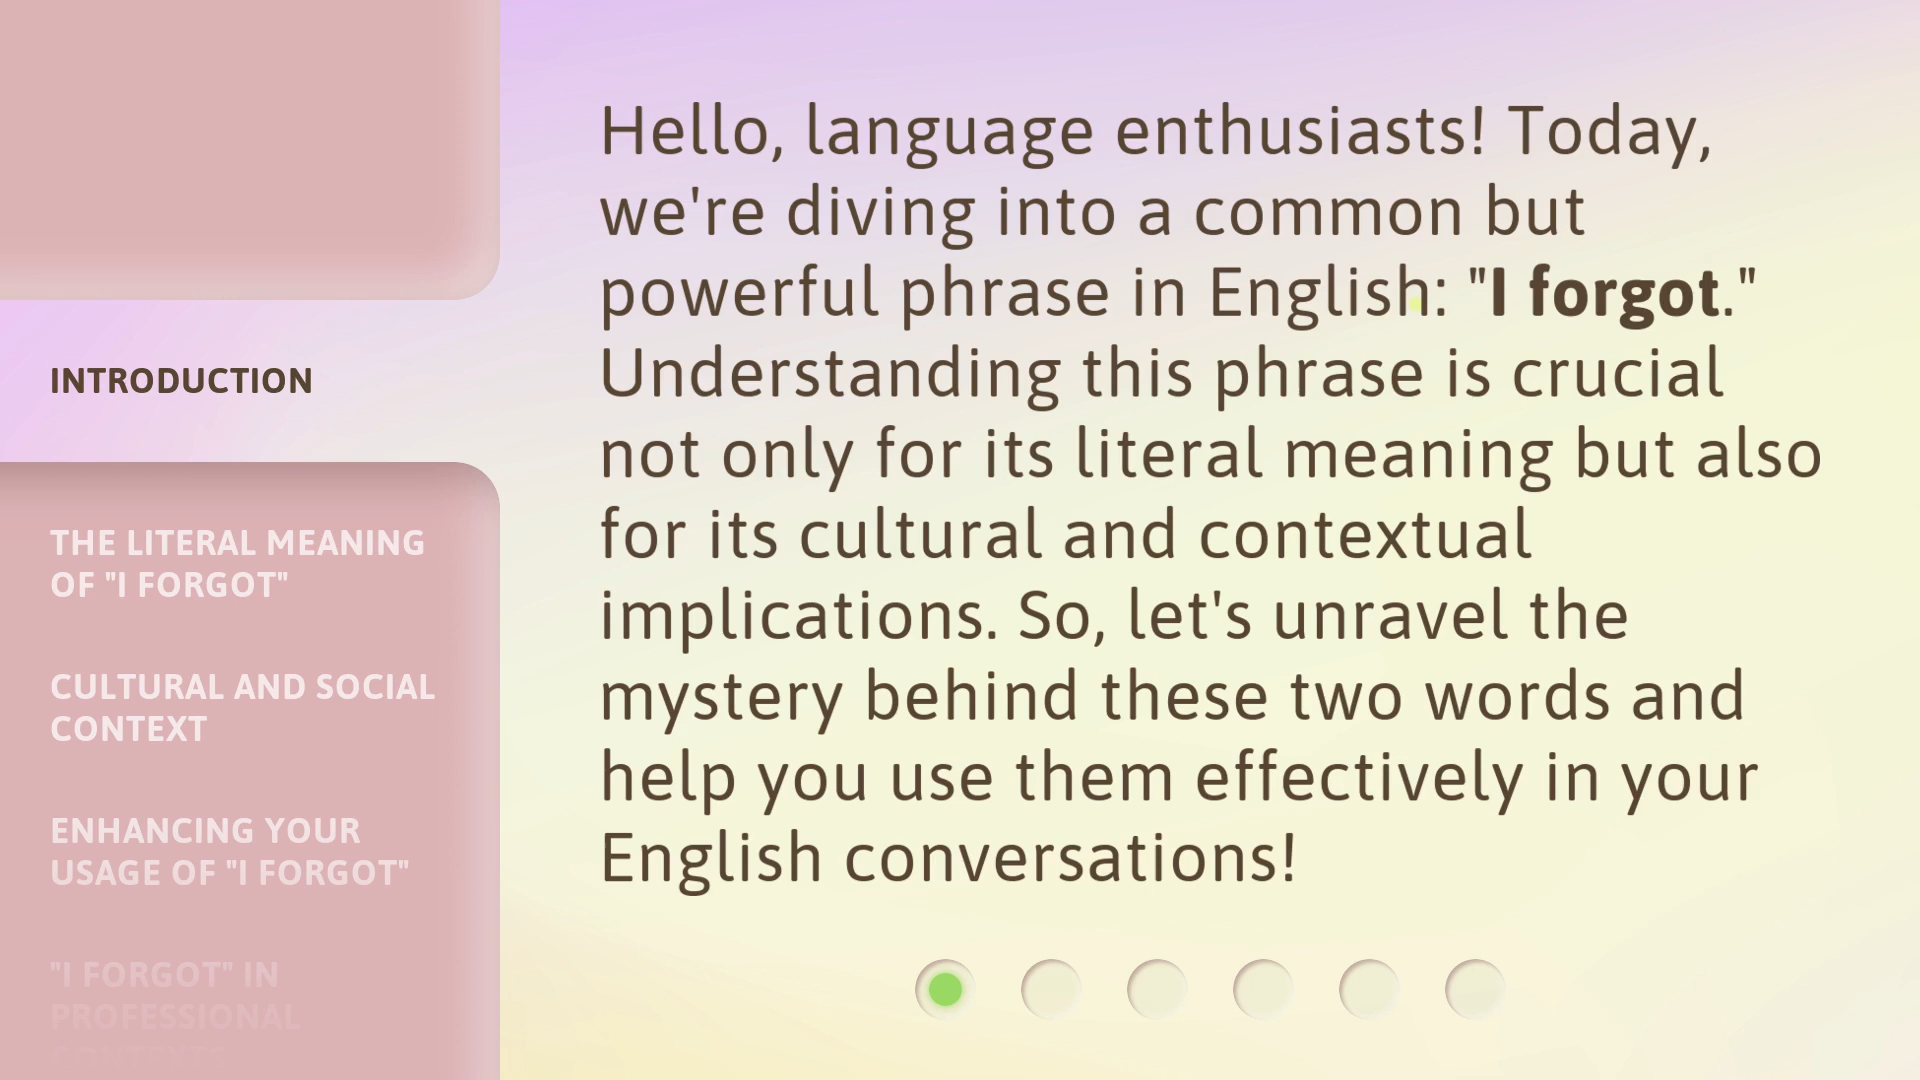 INTRODUCTION
THE LITERAL MEANING
OF "I FORGOT"
CULTURAL AND SOCIAL
CONTEXT
ENHANCING YOUR
USAGE OF "I FORGOT"
"I FORGOT" IN
PROFESSIONAL
CONTEXTS
Hello, language enthusiasts! Today,
we're diving into a common but
powerful phrase in English: "I forgot."
Understanding this phrase is crucial
not only for its literal meaning but also
for its cultural and contextual
implications. So, let's unravel the
mystery behind these two words and
help you use them effectively in your
English conversations!